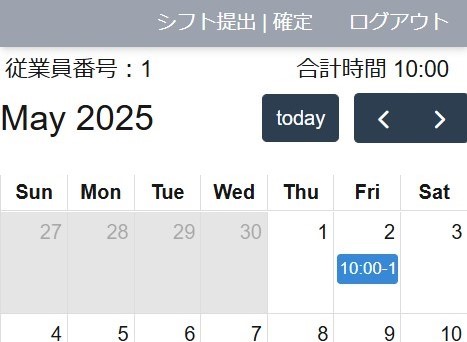 シフト提出 | 確定 ログアウト
従業員番号：1 合計時間 10:00
May 2025 today
Sun Mon Tue Wed Thu Fri Sat
27 28 29 30 1 2 3
10:00-1
4 5 6 7 8 9 10